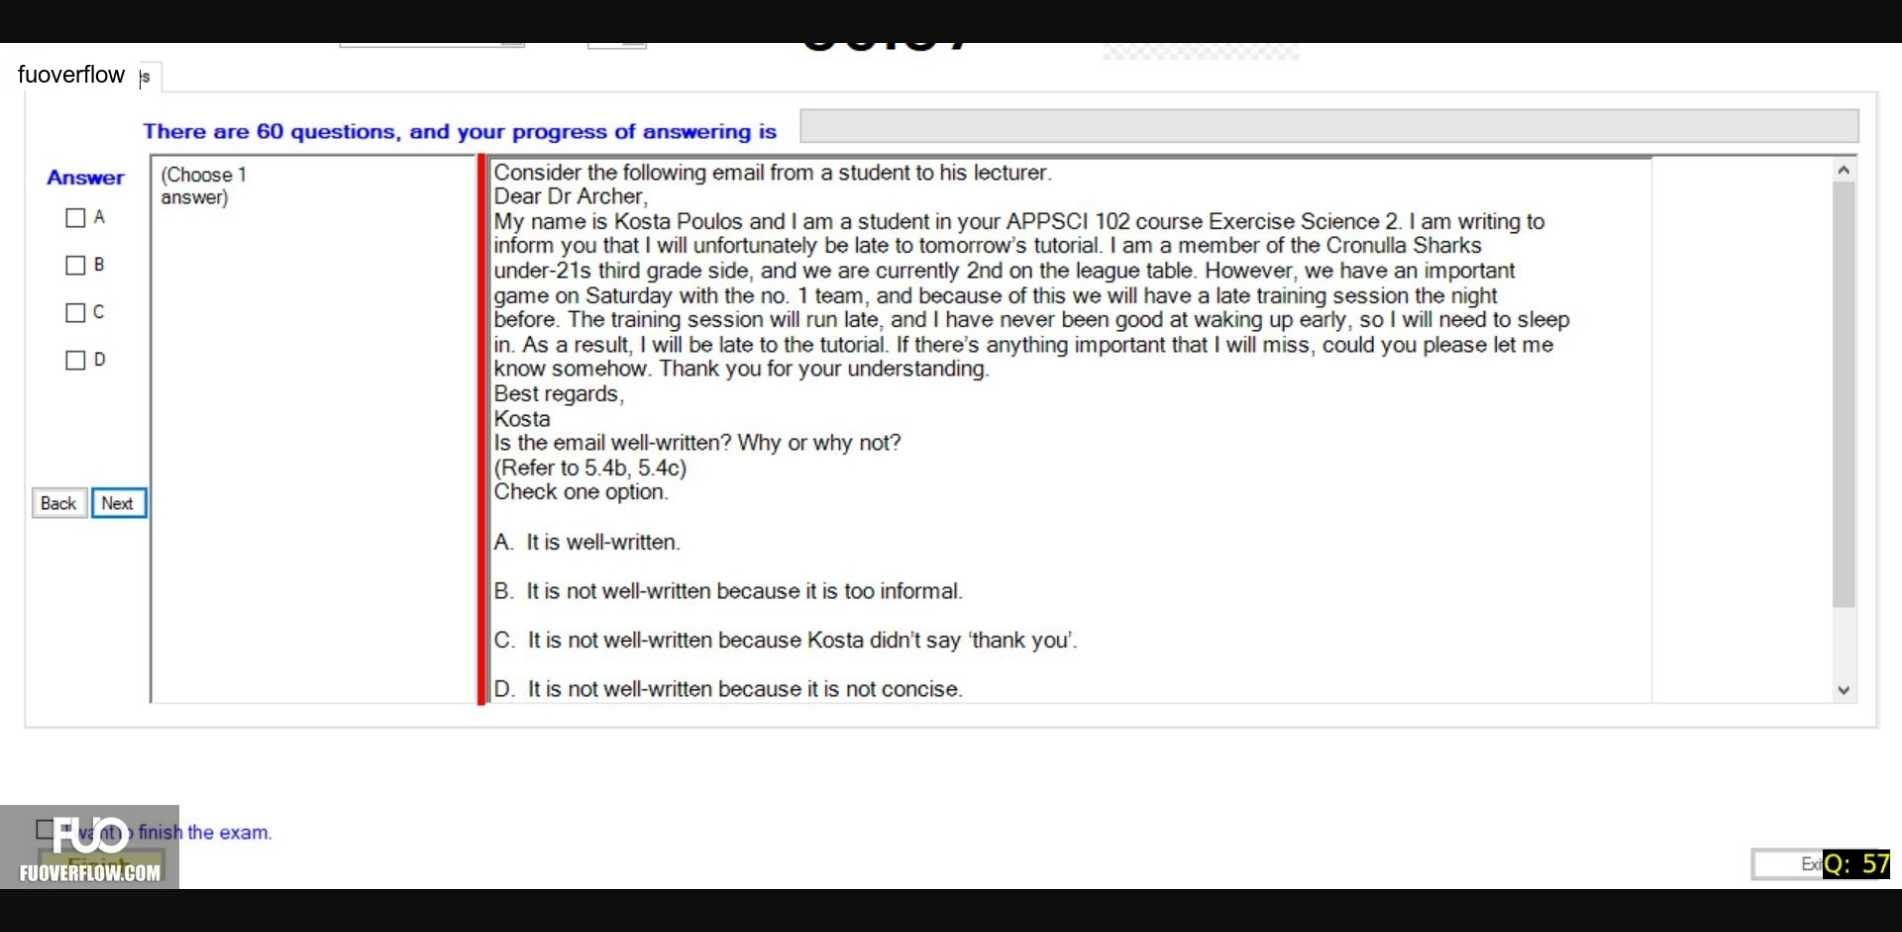 fuoverflow
There are 60 questions, and your progress of answering is
Answer
(Choose 1
answer)
A
B
C
D
Back
Next
Consider the following email from a student to his lecturer.
Dear Dr Archer,
My name is Kosta Poulos and I am a student in your APPSCI 102 course Exercise Science 2. I am writing to
inform you that I will unfortunately be late to tomorrow's tutorial. I am a member of the Cronulla Sharks
under-21s third grade side, and we are currently 2nd on the league table. However, we have an important
game on Saturday with the no. 1 team, and because of this we will have a late training session the night
before. The training session will run late, and I have never been good at waking up early, so I will need to sleep
in. As a result, I will be late to the tutorial. If there's anything important that I will miss, could you please let me
know somehow. Thank you for your understanding.
Best regards,
Kosta
Is the email well-written? Why or why not?
(Refer to 5.4b, 5.4c)
Check one option.
A. It is well-written.
B. It is not well-written because it is too informal.
C. It is not well-written because Kosta didn't say 'thank you'.
D. It is not well-written because it is not concise.
want to finish the exam.
FUO
FUOVERFLOW.COM
Q: 57